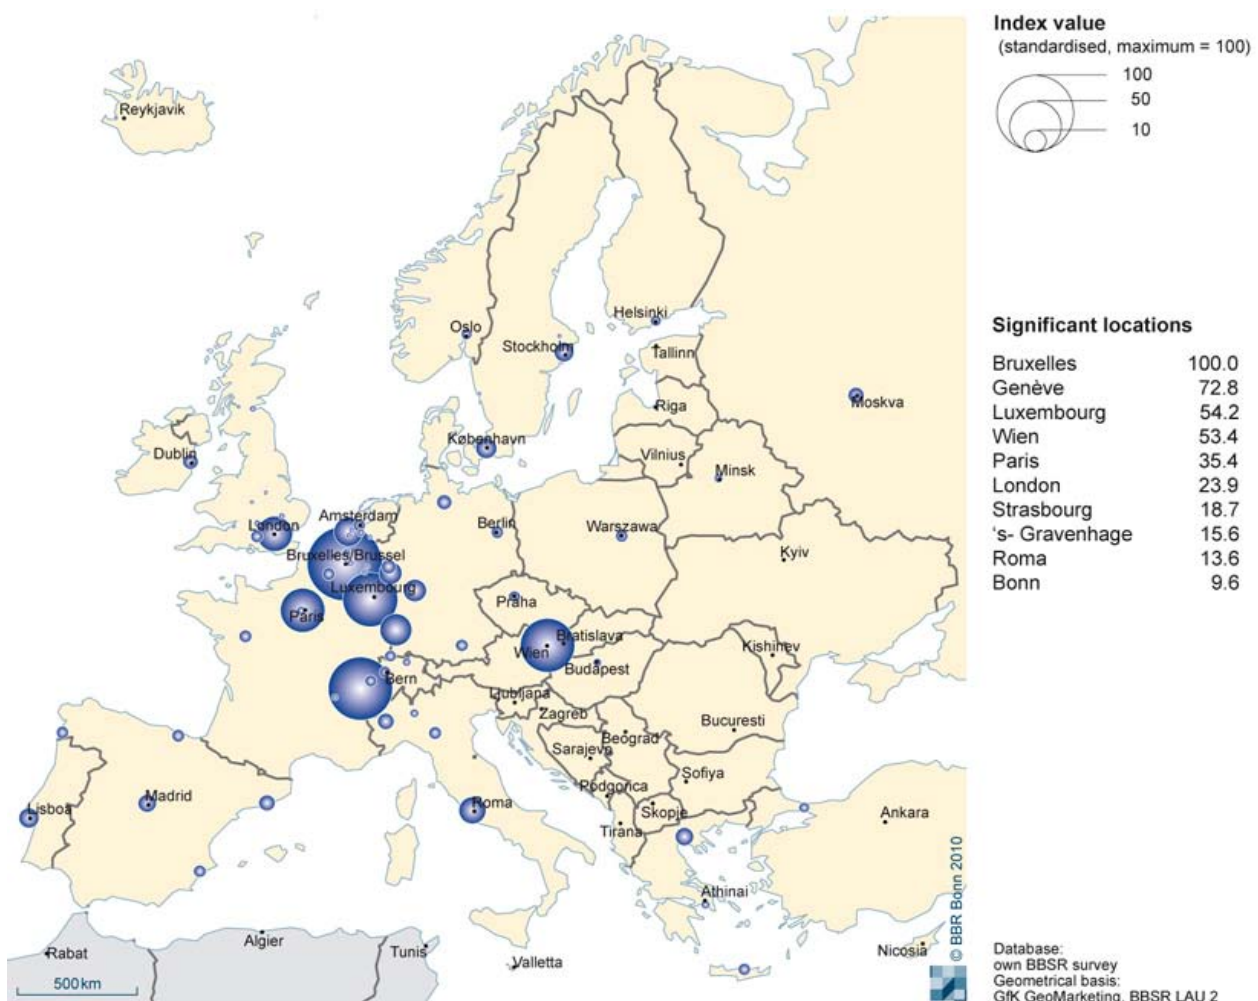 Index value
(standardised, maximum = 100)
100
50
10
Reykjavik
Helsinki
Oslo
Stockholm
Tallinn
Riga
Moskva
København
Vilnius
Minsk
Dublin
Amsterdam
London
Berlin
Warszawa
Bruxelles/Brussel
Kyiv
Luxembourg
Praha
Paris
Bratislava
Wien
Kishinev
Budapest
Bern
Ljubljana
Zagreb
Bucuresti
Beograd
Sarajevo
Sofiya
Podgorica
Madrid
Roma
Skopje
Lisboa
Ankara
Tirana
Athinai
Algier
Rabat
Tunis
Nicosia
Valletta
500 km
© BBR Bonn 2010
Significant locations
Bruxelles 100.0
Genève 72.8
Luxembourg 54.2
Wien 53.4
Paris 35.4
London 23.9
Strasbourg 18.7
‘s- Gravenhage 15.6
Roma 13.6
Bonn 9.6
Database:
own BBSR survey
Geometrical basis:
GfK GeoMarketing, BBSR LAU 2